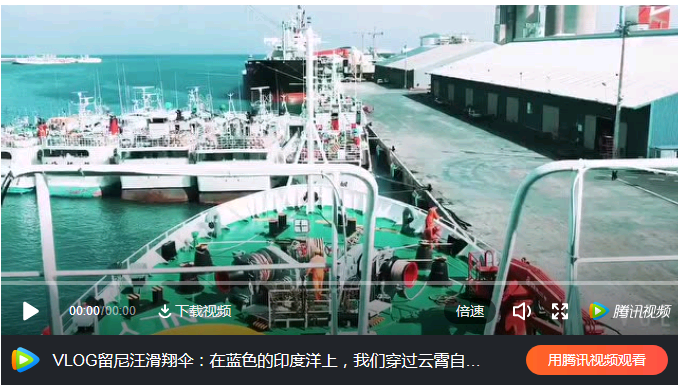 00:00/00:00 下载视频 倍速 腾讯视频
VLOG留尼汪滑翔伞：在蓝色的印度洋上，我们穿过云霄自... 用腾讯视频观看